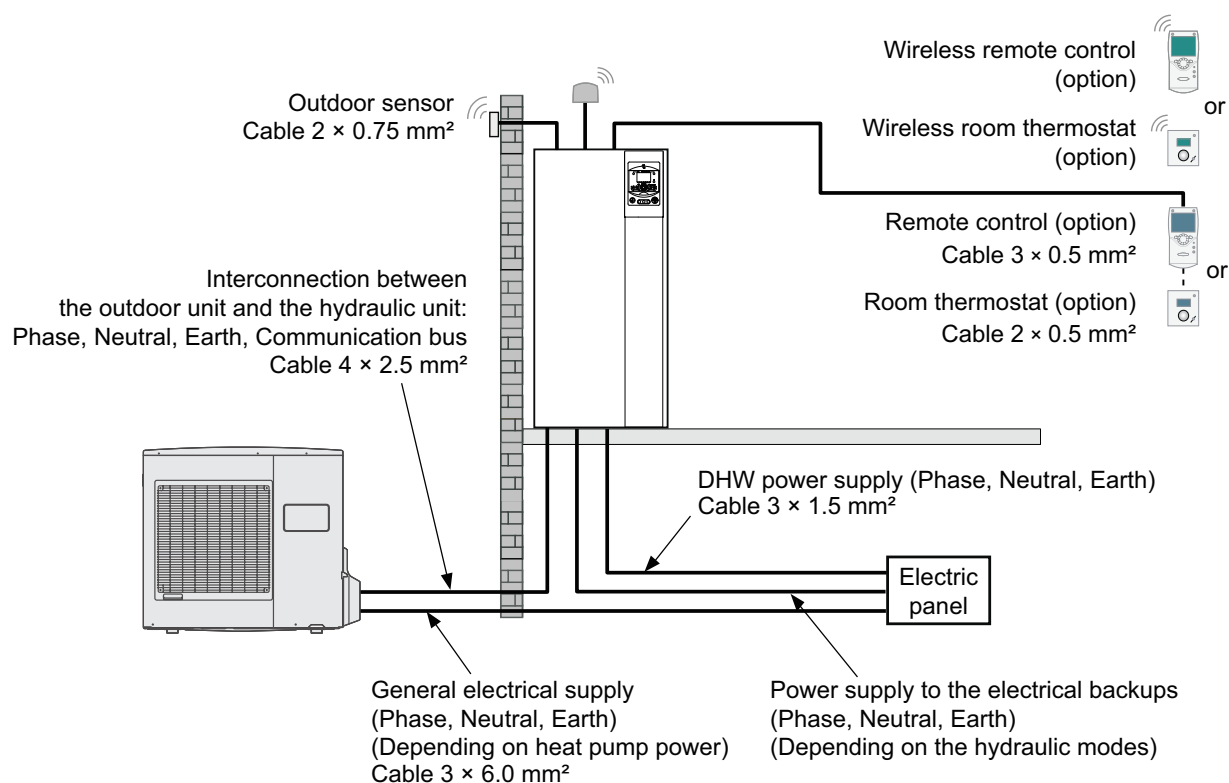 Wireless remote control
(option)
or
Wireless room thermostat
(option)
Outdoor sensor
Cable 2 × 0.75 mm²
Remote control (option)
Cable 3 × 0.5 mm²
or
Room thermostat (option)
Cable 2 × 0.5 mm²
Interconnection between
the outdoor unit and the hydraulic unit:
Phase, Neutral, Earth, Communication bus
Cable 4 × 2.5 mm²
DHW power supply (Phase, Neutral, Earth)
Cable 3 × 1.5 mm²
Electric
panel
General electrical supply
(Phase, Neutral, Earth)
(Depending on heat pump power)
Cable 3 × 6.0 mm²
Power supply to the electrical backups
(Phase, Neutral, Earth)
(Depending on the hydraulic modes)